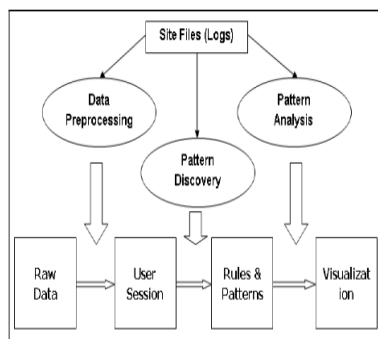 Site Files (Logs)
Data
Preprocessing
Pattern
Analysis
Pattern
Discovery
Raw
Data
User
Session
Rules &
Patterns
Visualizat
ion